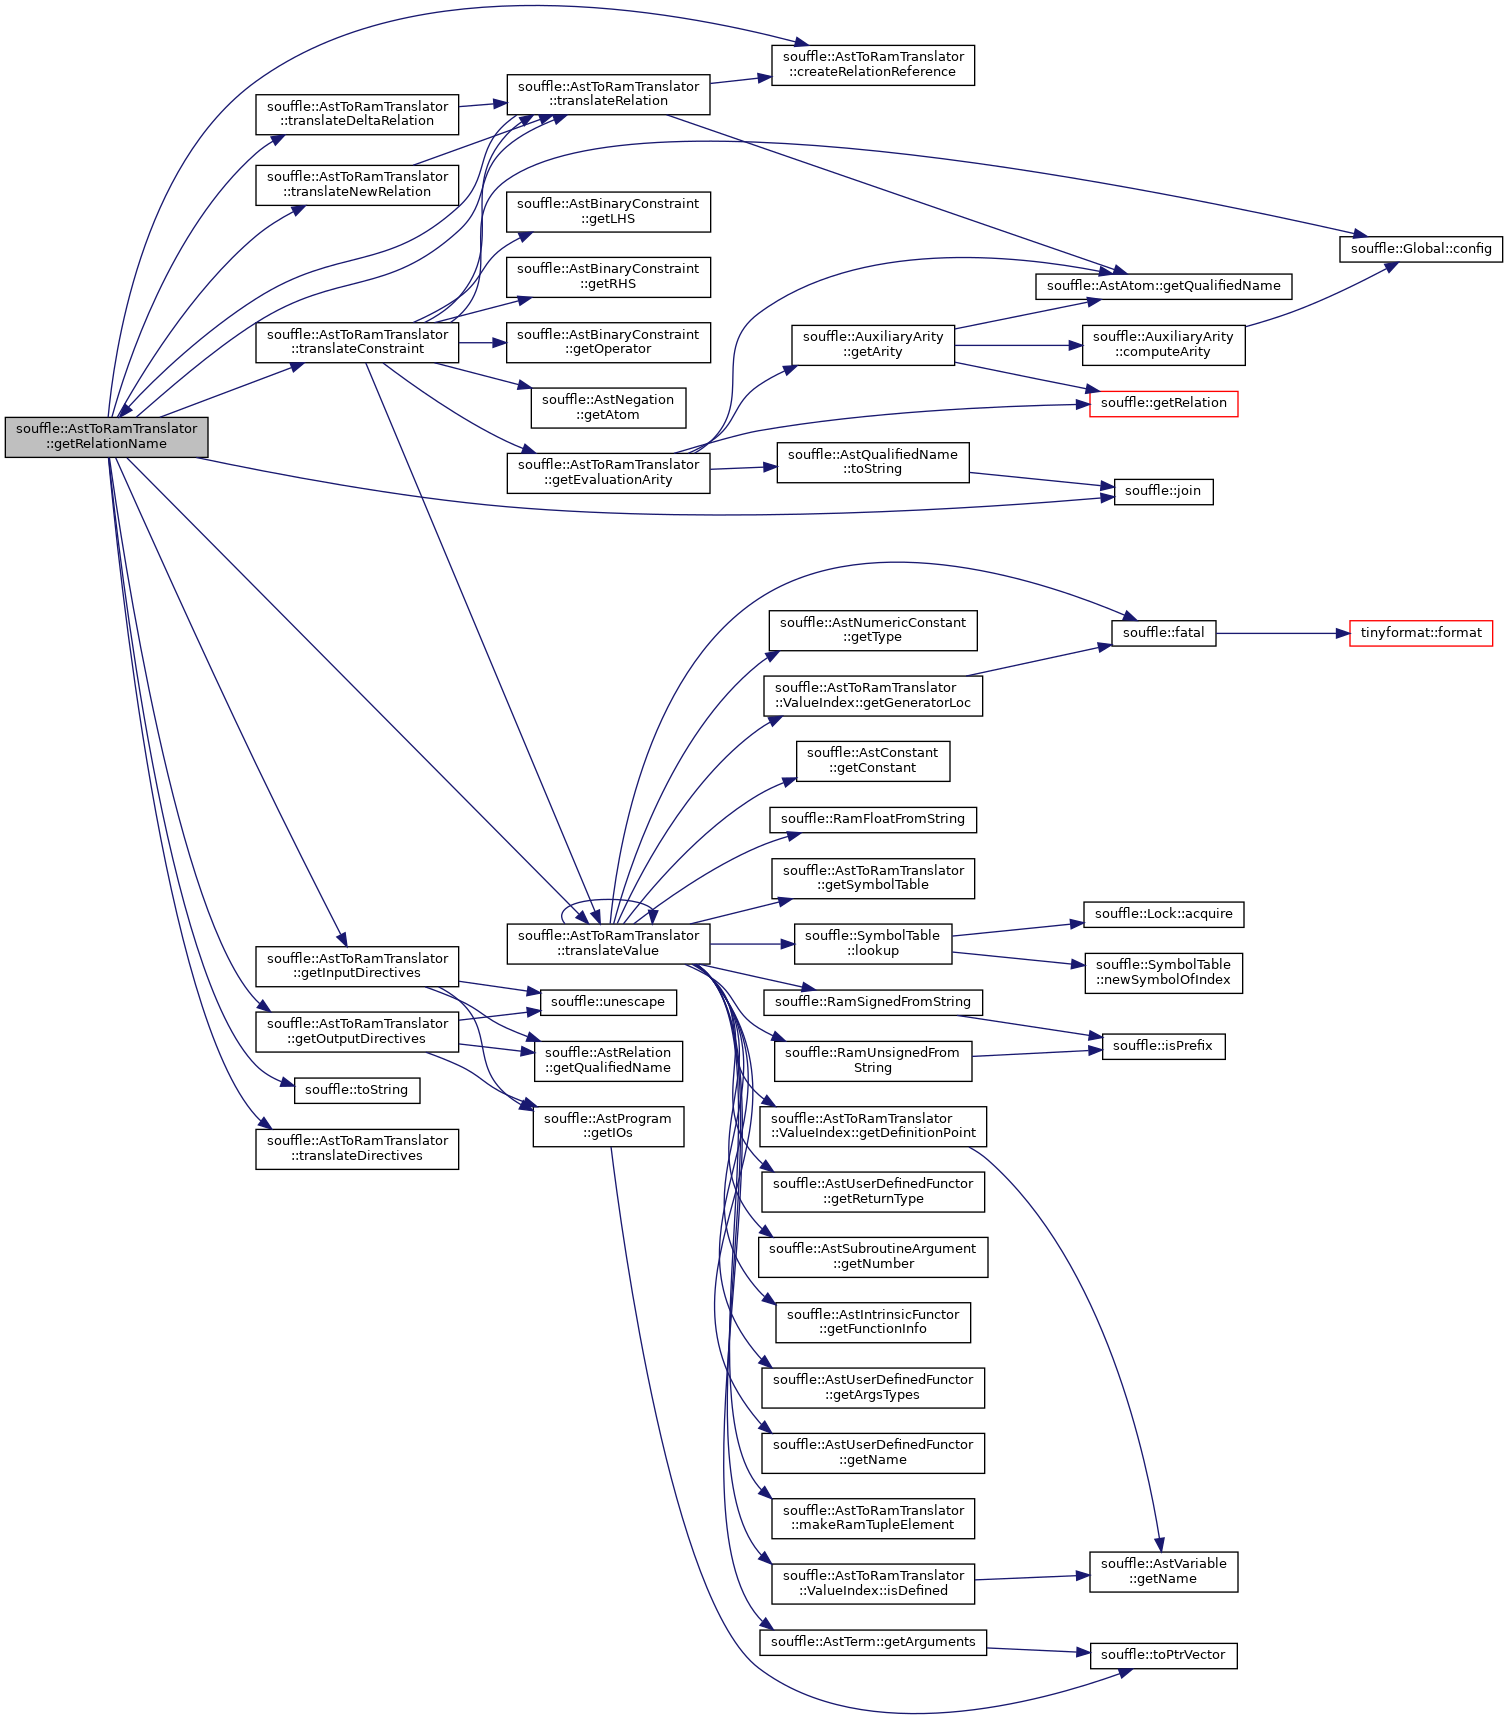 souffle::AstToRamTranslator
::getRelationName
souffle::AstToRamTranslator
::translateDeltaRelation
souffle::AstToRamTranslator
::translateNewRelation
souffle::AstToRamTranslator
::translateConstraint
souffle::AstToRamTranslator
::getInputDirectives
souffle::AstToRamTranslator
::getOutputDirectives
souffle::toString
souffle::AstToRamTranslator
::translateDirectives
souffle::AstToRamTranslator
::translateRelation
souffle::AstBinaryConstraint
::getLHS
souffle::AstBinaryConstraint
::getRHS
souffle::AstBinaryConstraint
::getOperator
souffle::AstNegation
::getAtom
souffle::AstToRamTranslator
::getEvaluationArity
souffle::AstToRamTranslator
::translateValue
souffle::unescape
souffle::AstRelation
::getQualifiedName
souffle::AstProgram
::getIOs
souffle::AstToRamTranslator
::createRelationReference
souffle::AuxiliaryArity
::getArity
souffle::AstQualifiedName
::toString
souffle::AstNumericConstant
::getType
souffle::AstToRamTranslator
::ValueIndex::getGeneratorLoc
souffle::AstConstant
::getConstant
souffle::RamFloatFromString
souffle::AstToRamTranslator
::getSymbolTable
souffle::SymbolTable
::lookup
souffle::RamSignedFromString
souffle::RamUnsignedFrom
String
souffle::AstToRamTranslator
::ValueIndex::getDefinitionPoint
souffle::AstUserDefinedFunctor
::getReturnType
souffle::AstSubroutineArgument
::getNumber
souffle::AstIntrinsicFunctor
::getFunctionInfo
souffle::AstUserDefinedFunctor
::getArgsTypes
souffle::AstUserDefinedFunctor
::getName
souffle::AstToRamTranslator
::makeRamTupleElement
souffle::AstToRamTranslator
::ValueIndex::isDefined
souffle::AstTerm::getArguments
souffle::AstAtom::getQualifiedName
souffle::AuxiliaryArity
::computeArity
souffle::getRelation
souffle::join
souffle::fatal
souffle::Lock::acquire
souffle::SymbolTable
::newSymbolOfIndex
souffle::isPrefix
souffle::AstVariable
::getName
souffle::toPtrVector
souffle::Global::config
tinyformat::format